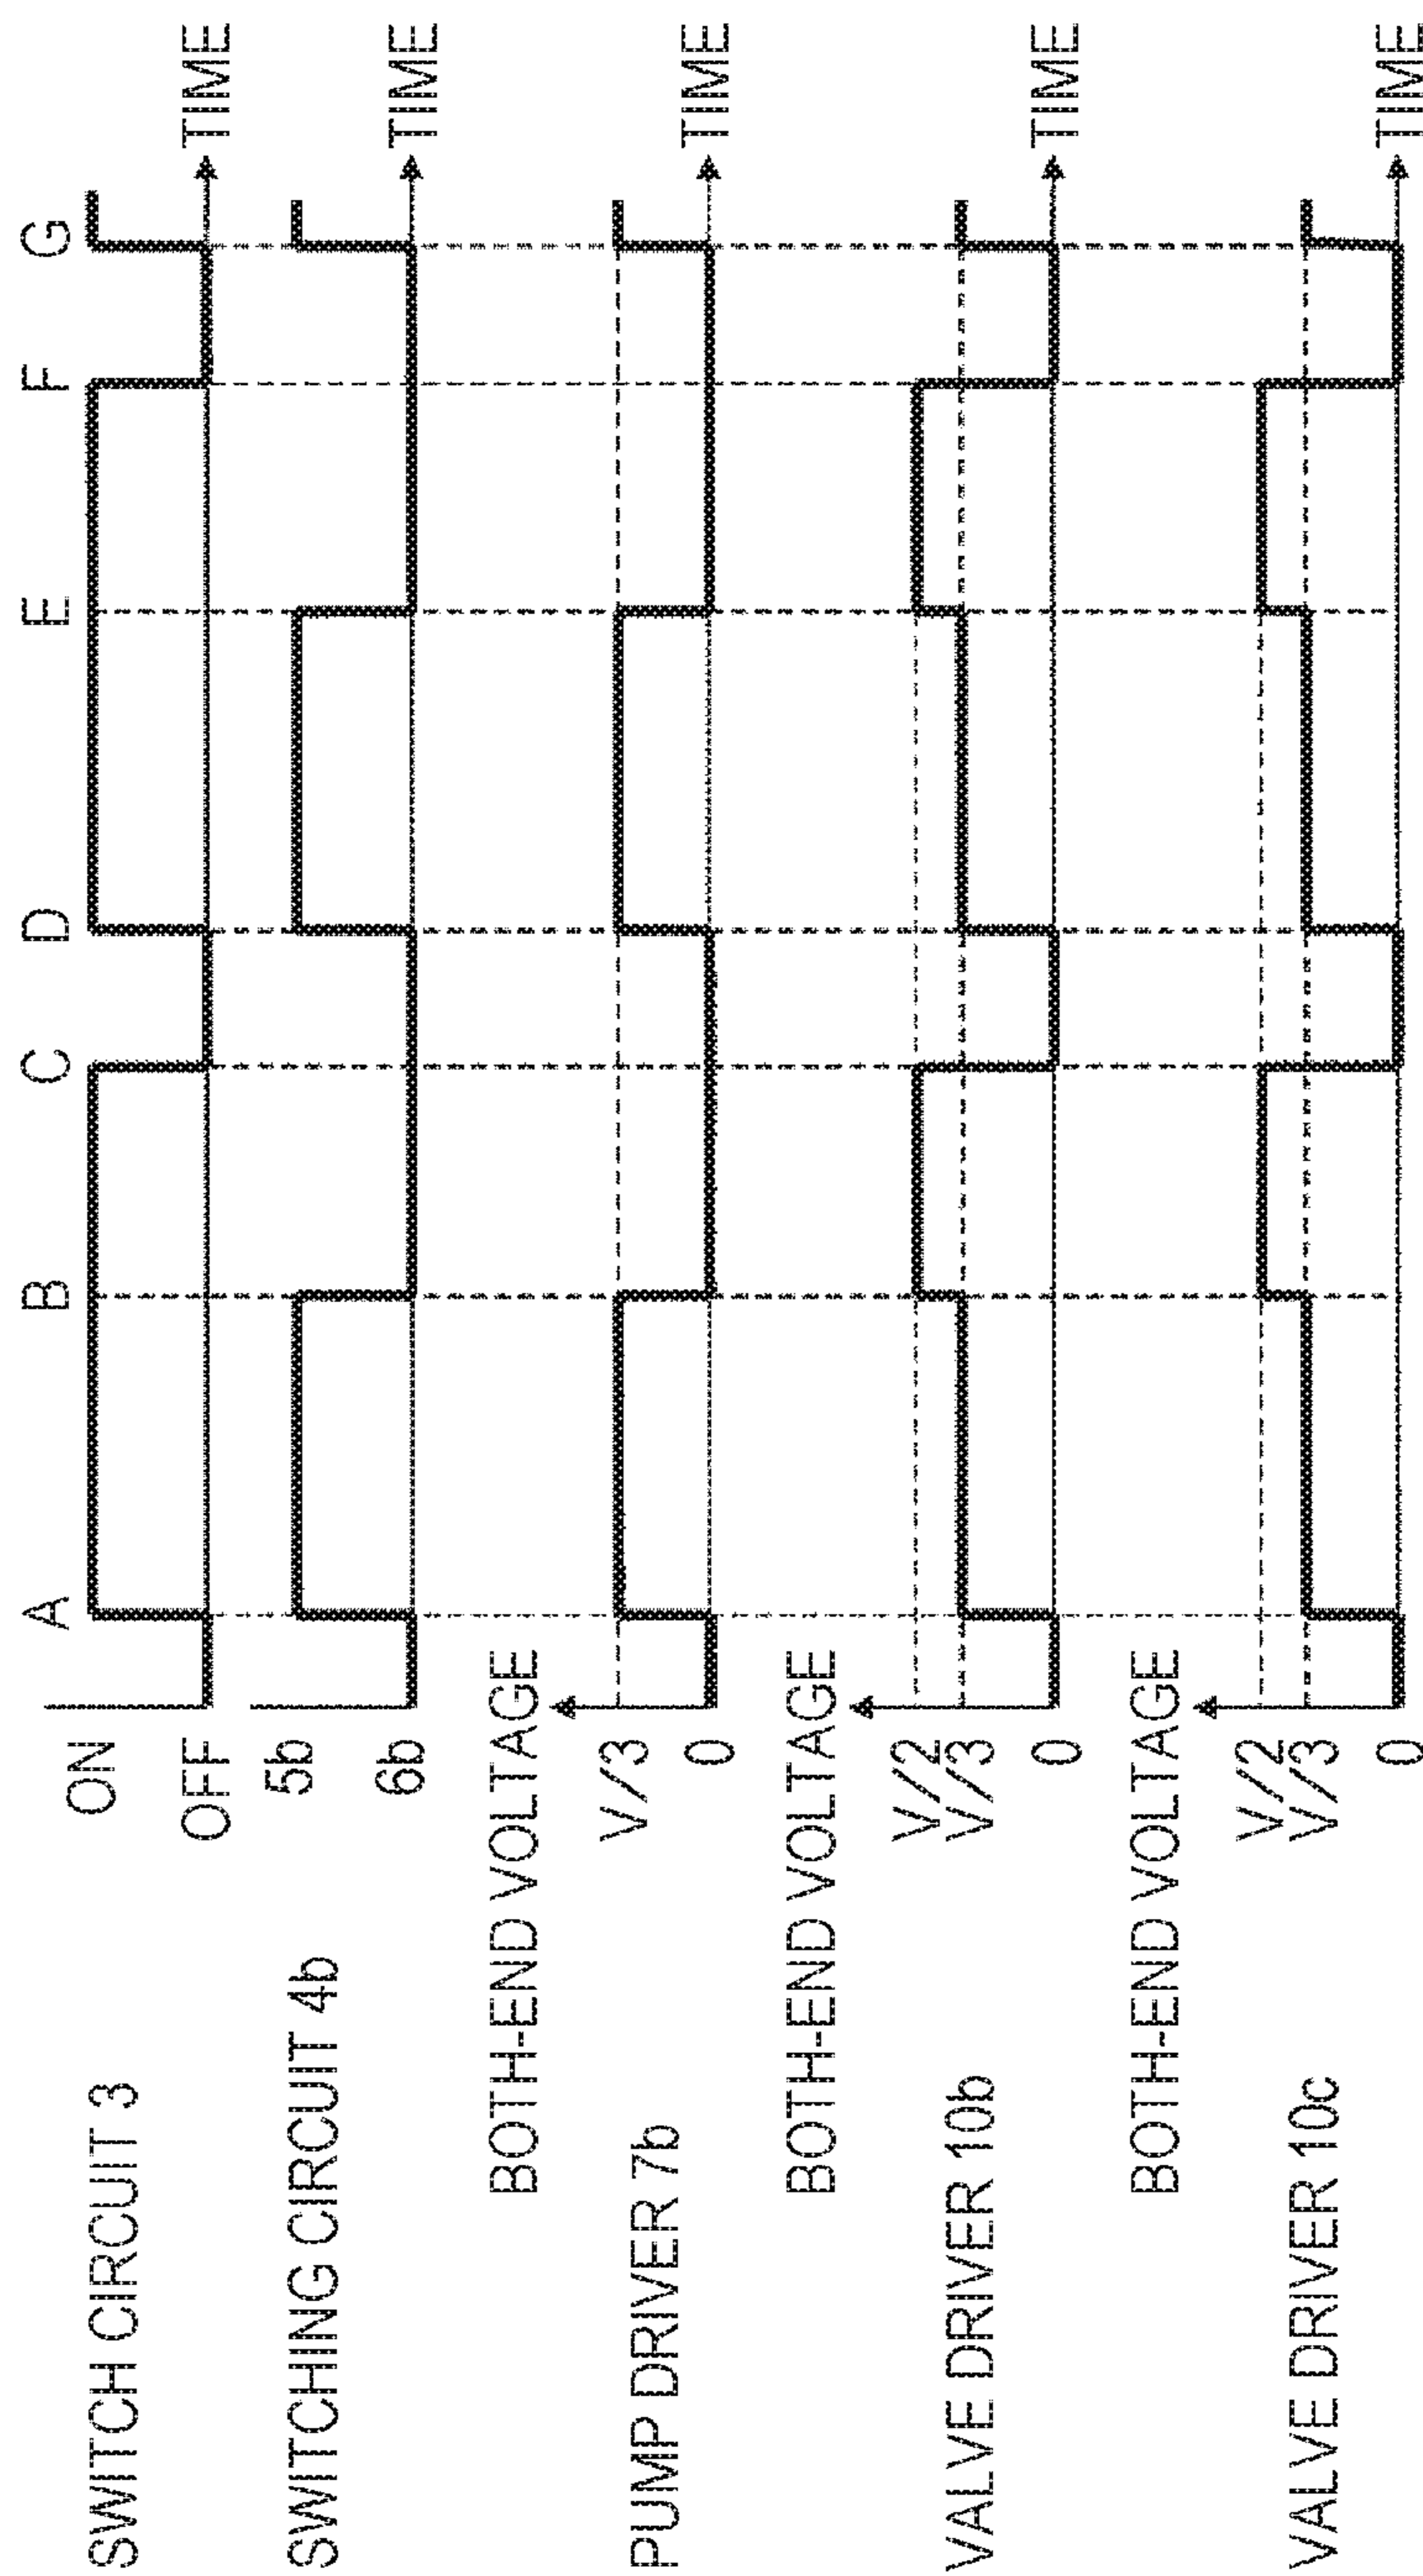 A B C D E F G
SWITCH CIRCUIT 3
ON
OFF
TIME
SWITCHING CIRCUIT 4b
5b
6b
TIME
BOTH-END VOLTAGE
PUMP DRIVER 7b
V/3
0
TIME
BOTH-END VOLTAGE
VALVE DRIVER 10b
V/2
V/3
0
TIME
BOTH-END VOLTAGE
VALVE DRIVER 10c
V/2
V/3
0
TIME